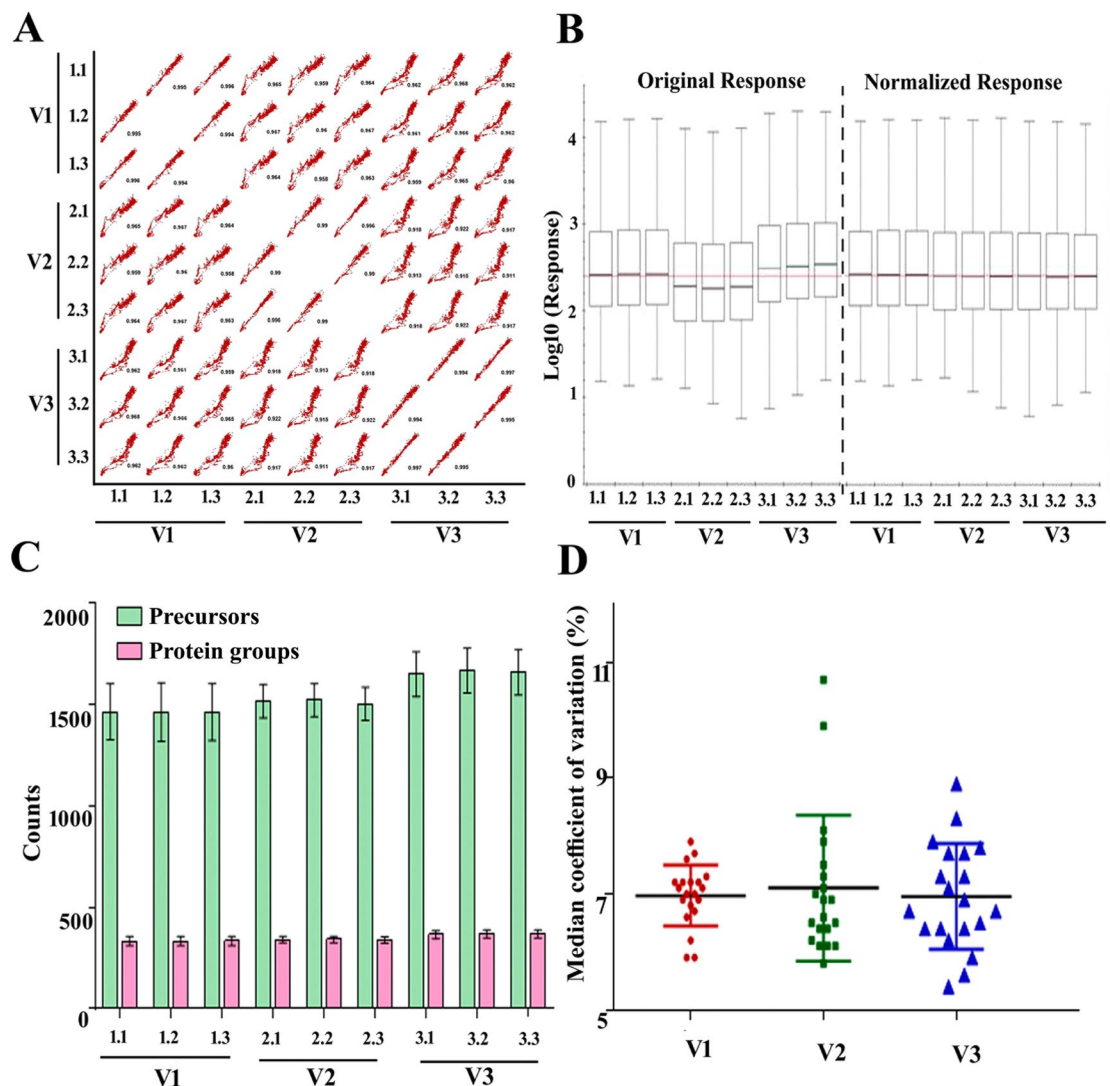 A
1.1
0.995 0.996 0.965 0.959 0.964 0.962 0.968 0.962
V1
1.2
0.995 0.994 0.967 0.96 0.967 0.961 0.966 0.962
1.3
0.996 0.994 0.964 0.958 0.963 0.959 0.965 0.96
2.1
0.965 0.967 0.964 0.99 0.996 0.918 0.922 0.917
V2
2.2
0.959 0.96 0.958 0.99 0.99 0.913 0.915 0.911
2.3
0.964 0.967 0.963 0.996 0.99 0.918 0.922 0.917
3.1
0.962 0.961 0.959 0.918 0.913 0.918 0.994 0.997
V3
3.2
0.968 0.966 0.965 0.922 0.915 0.922 0.994 0.995
3.3
0.962 0.962 0.96 0.917 0.911 0.917 0.997 0.995
1.1 1.2 1.3 2.1 2.2 2.3 3.1 3.2 3.3
V1 V2 V3
B
Original Response Normalized Response
Log10 (Response)
4
3
2
1
0
1.1 1.2 1.3 2.1 2.2 2.3 3.1 3.2 3.3 1.1 1.2 1.3 2.1 2.2 2.3 3.1 3.2 3.3
V1 V2 V3 V1 V2 V3
C
Precursors
Protein groups
Counts
2000
1500
1000
500
0
1.1 1.2 1.3 2.1 2.2 2.3 3.1 3.2 3.3
V1 V2 V3
D
Median coefficient of variation (%)
11
9
7
5
V1 V2 V3